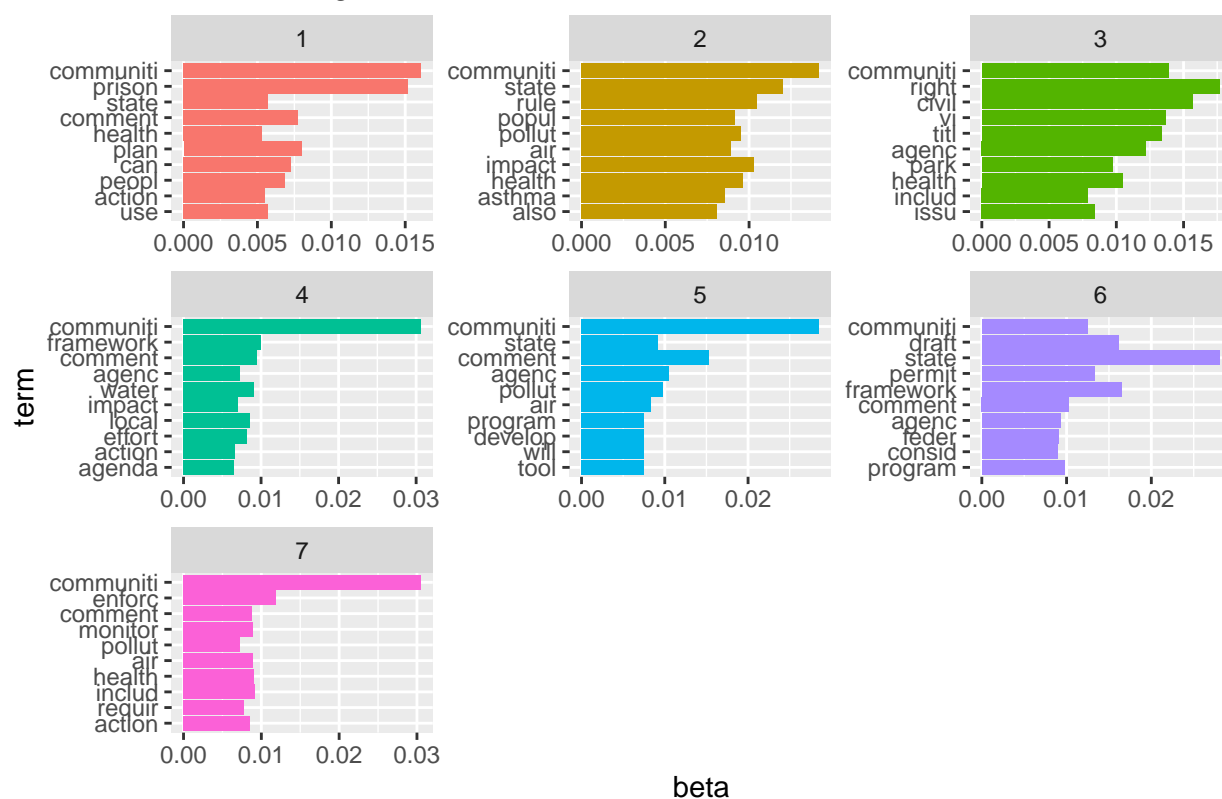 1
communiti
prison
state
comment
health
plan
can
peopl
action
use
0.000 0.005 0.010 0.015
2
communiti
state
rule
popul
pollut
air
impact
health
asthma
also
0.000 0.005 0.010
3
communiti
right
civil
vi
titl
agenc
park
health
includ
issu
0.000 0.005 0.010 0.015
4
communiti
framework
comment
agenc
water
impact
local
effort
action
agenda
0.00 0.01 0.02 0.03
5
communiti
state
comment
agenc
pollut
air
program
develop
will
tool
0.00 0.01 0.02
6
communiti
draft
state
permit
framework
comment
agenc
feder
consid
program
0.00 0.01 0.02
7
communiti
enforc
comment
monitor
pollut
air
health
includ
requir
action
0.00 0.01 0.02 0.03
term
beta